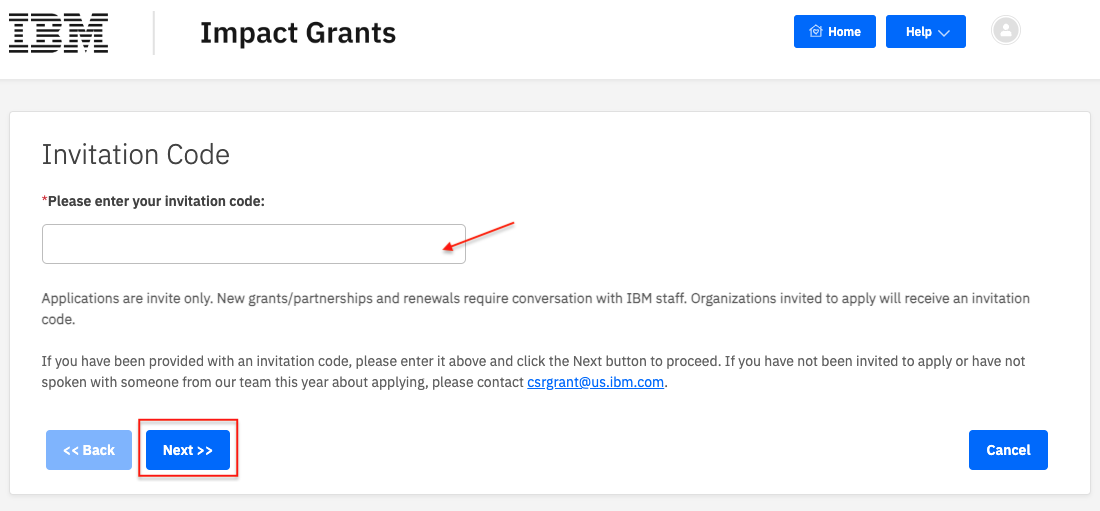 IBM
Impact Grants
Home
Help
Invitation Code
*Please enter your invitation code:
Applications are invite only. New grants/partnerships and renewals require conversation with IBM staff. Organizations invited to apply will receive an invitation
code.
If you have been provided with an invitation code, please enter it above and click the Next button to proceed. If you have not been invited to apply or have not
spoken with someone from our team this year about applying, please contact csrgrant@us.ibm.com.
<< Back
Next >>
Cancel